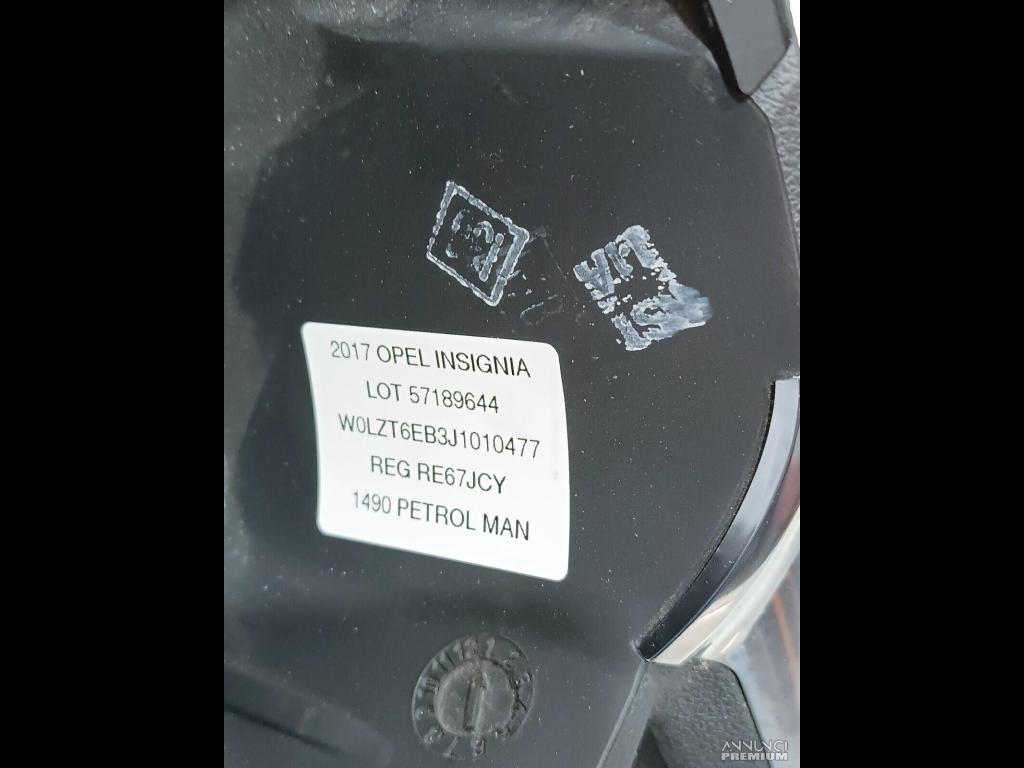 2017 OPEL INSIGNIA
LOT 57189644
W0LZT6EB3J1010477
REG RE67JCY
1490 PETROL MAN
ANNUNCI
PREMIUM